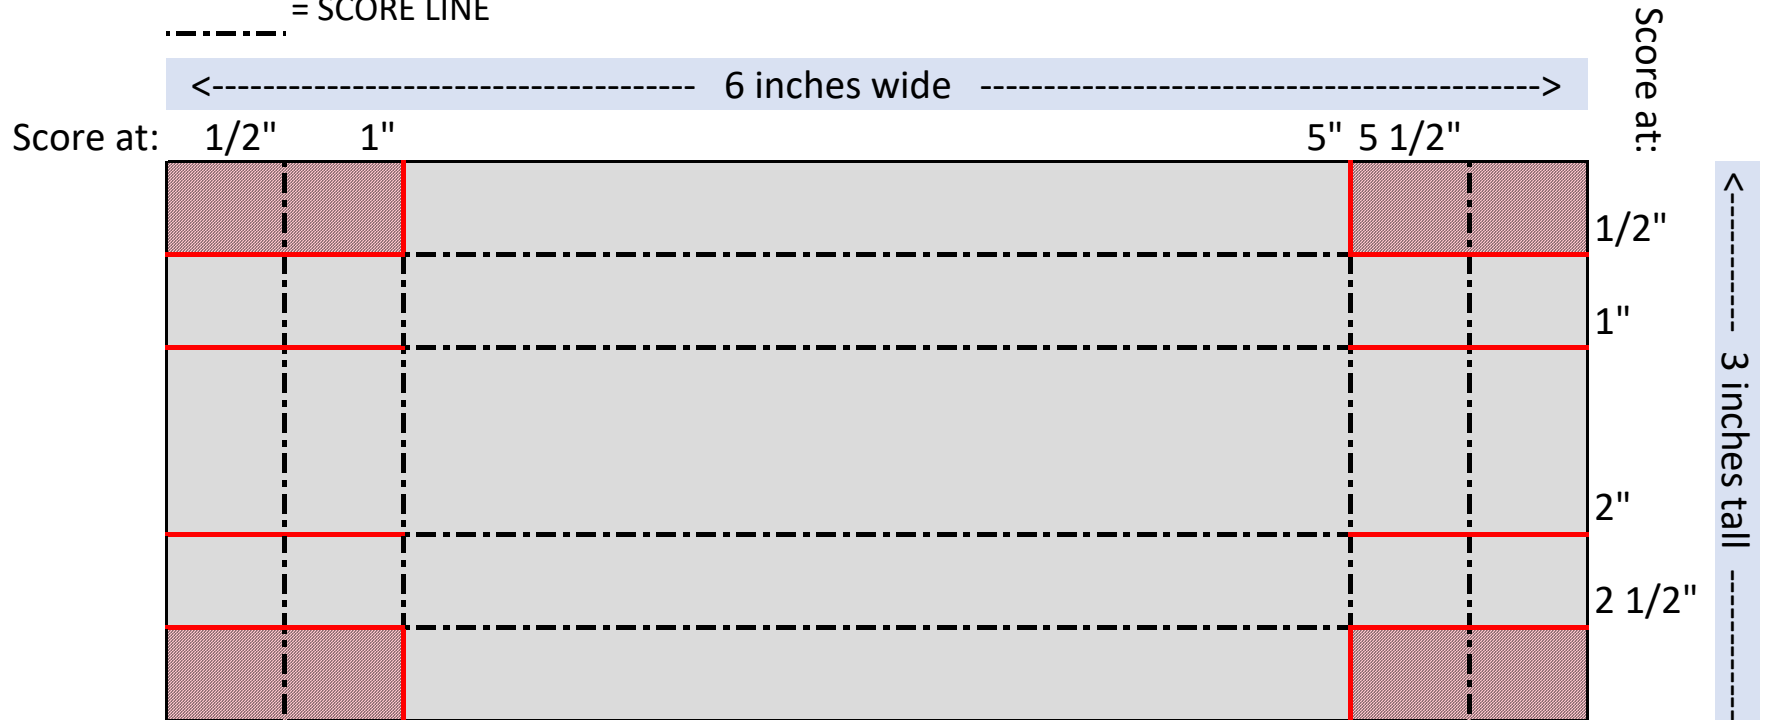 = SCORE LINE
<----------------------------------- 6 inches wide ----------------------------------------->
Score at: 1/2" 1" 5" 5 1/2"
Score at:
1/2"
1"
2"
2 1/2"
<----------- 3 inches tall -----------